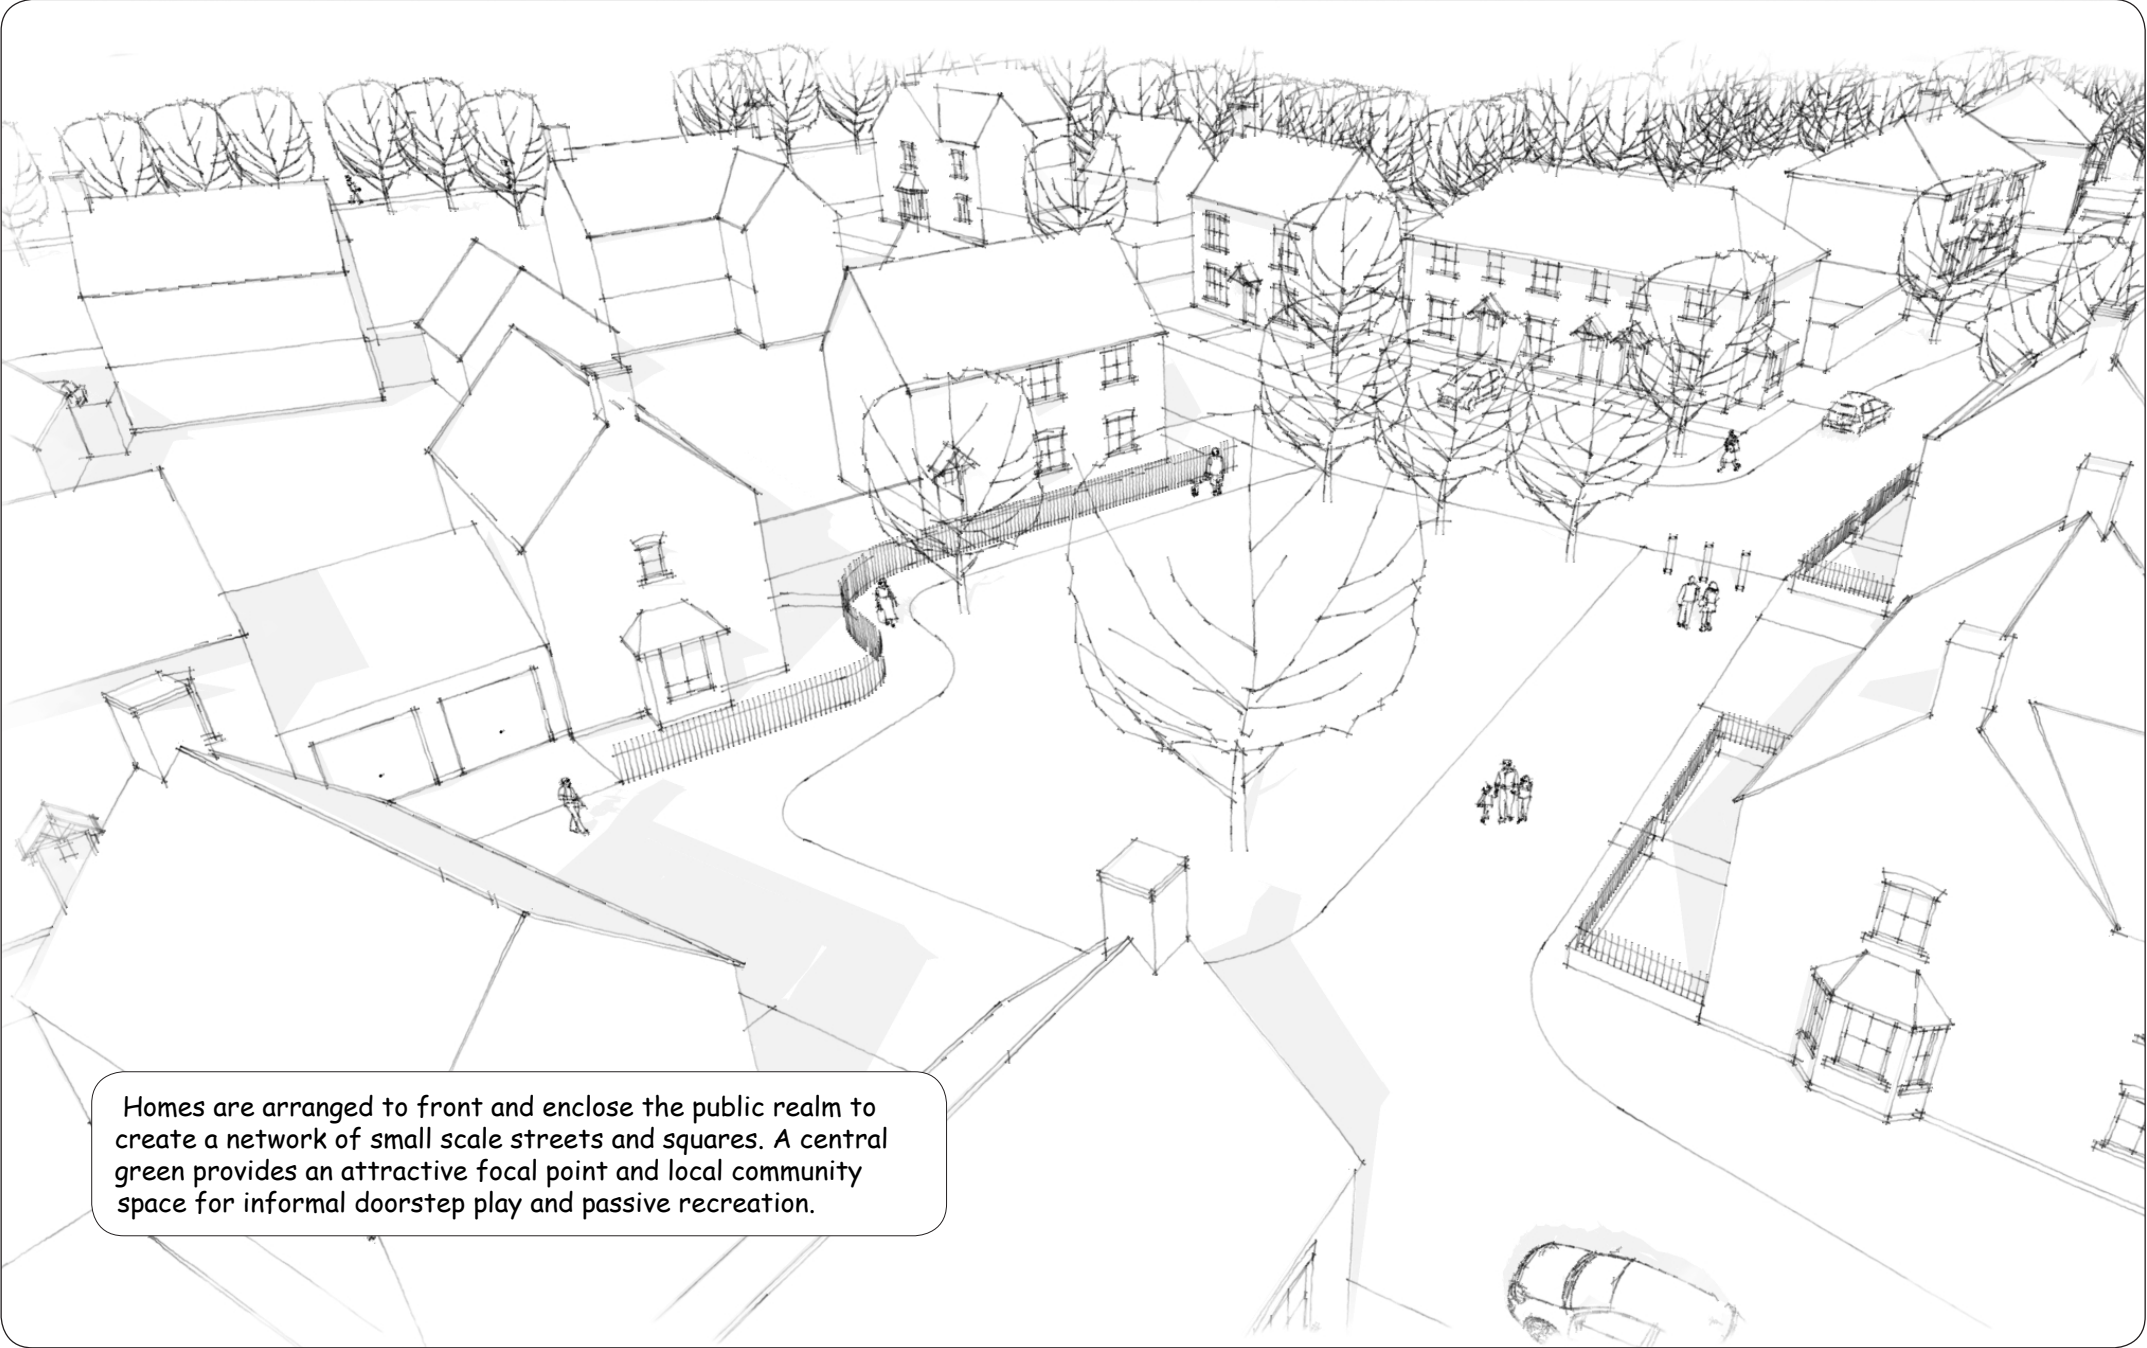 Homes are arranged to front and enclose the public realm to
create a network of small scale streets and squares. A central
green provides an attractive focal point and local community
space for informal doorstep play and passive recreation.